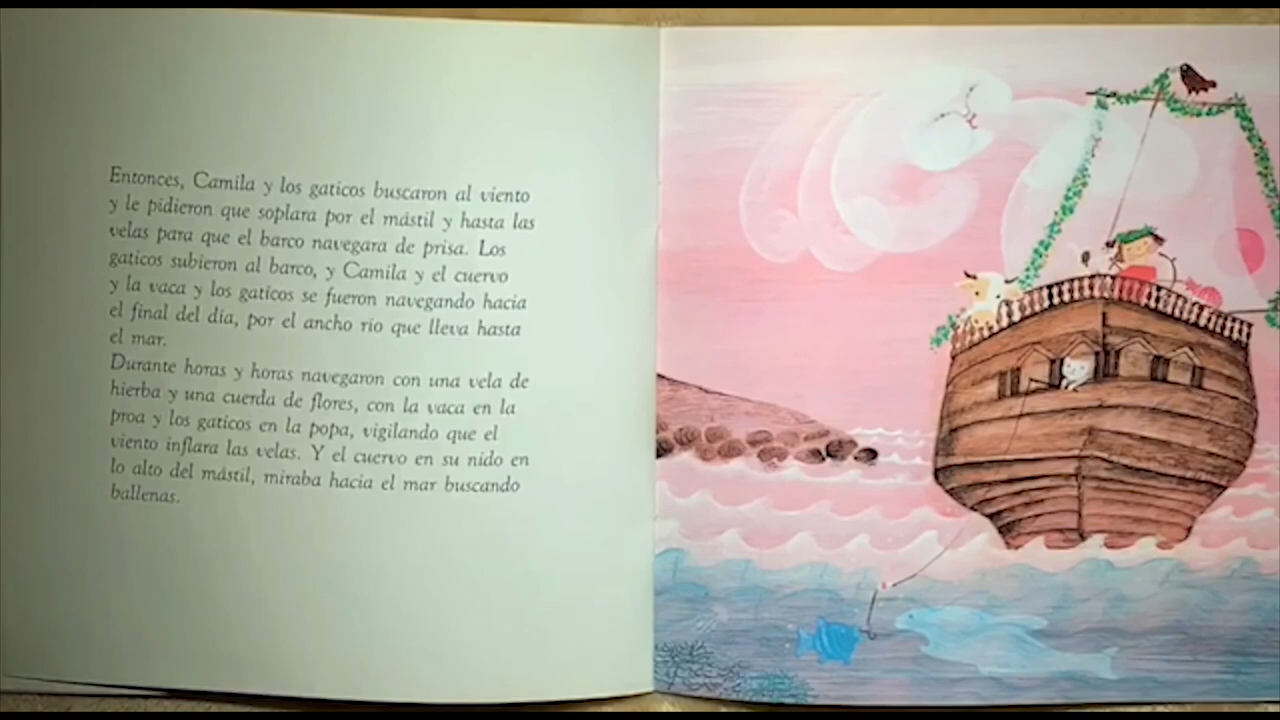 Entonces, Camila y los gaticos buscaron al viento
y le pidieron que soplara por el mástil y hasta las
velas para que el barco navegara de prisa. Los
gaticos subieron al barco, y Camila y el cuervo
y la vaca y los gaticos se fueron navegando hacia
el final del día, por el ancho río que lleva hasta
el mar.
Durante horas y horas navegaron con una vela de
hierba y una cuerda de flores, con la vaca en la
proa y los gaticos en la popa, vigilando que el
viento inflara las velas. Y el cuervo en su nido en
lo alto del mástil, miraba hacia el mar buscando
ballenas.